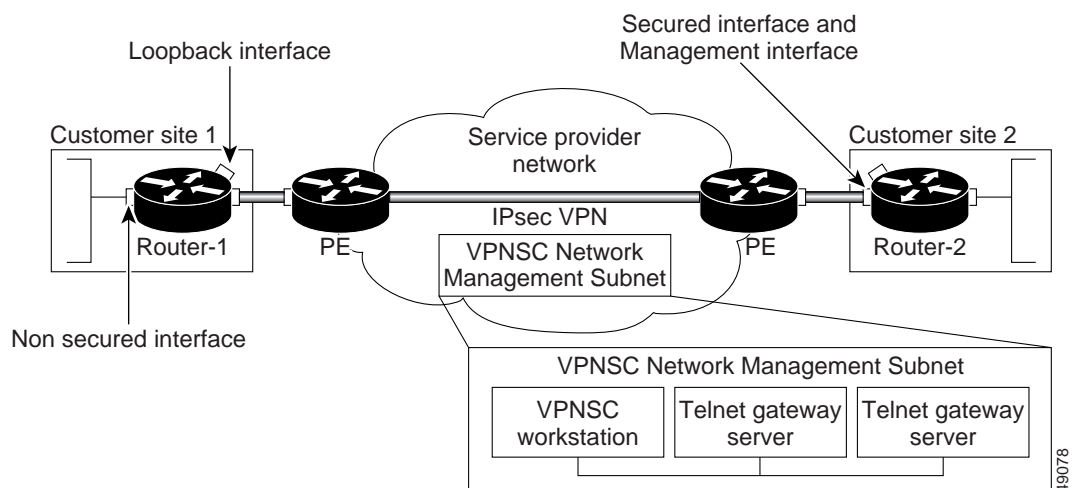 Loopback interface
Secured interface and
Management interface
Customer site 1
Service provider
network
Customer site 2
Router-1
PE
IPsec VPN
PE
Router-2
VPNSC Network
Management Subnet
Non secured interface
VPNSC Network Management Subnet
VPNSC
workstation
Telnet gateway
server
Telnet gateway
server
49078